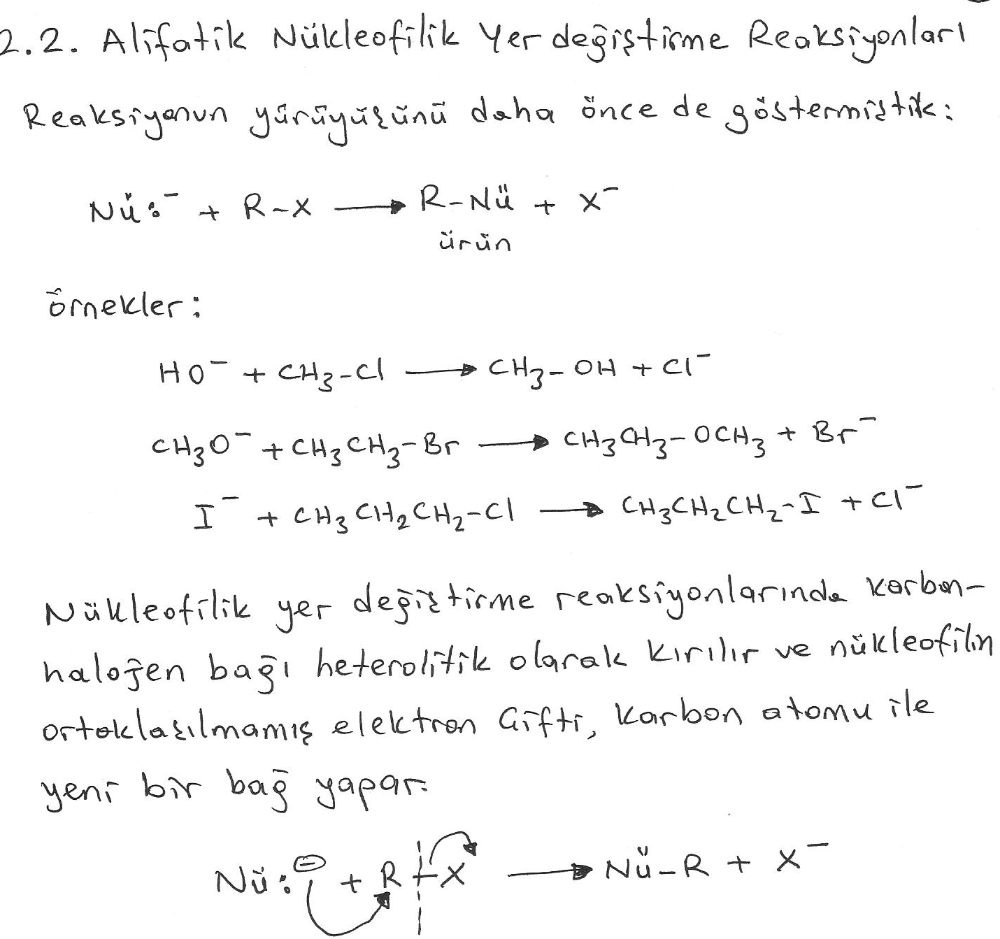 2.2. Alifatik Nükleofilik Yer değiştirme Reaksiyonları
Reaksiyonun yürüyüşünü daha önce de göstermiştik:
Nü:⁻ + R-X ⟶ R-Nü + X⁻
ürün
örnekler:
HO⁻ + CH₃-Cl ⟶ CH₃-OH + Cl⁻
CH₃O⁻ + CH₃CH₃-Br ⟶ CH₃CH₃-OCH₃ + Br⁻
I⁻ + CH₃CH₂CH₂-Cl ⟶ CH₃CH₂CH₂-I + Cl⁻
Nükleofilik yer değiştirme reaksiyonlarında karbon-
halojen bağı heterolitik olarak kırılır ve nükleofilin
ortaklaşılmamış elektron çifti, karbon atomu ile
yeni bir bağ yapar.
Nü:⊖ + R-X ⟶ Nü-R + X⁻